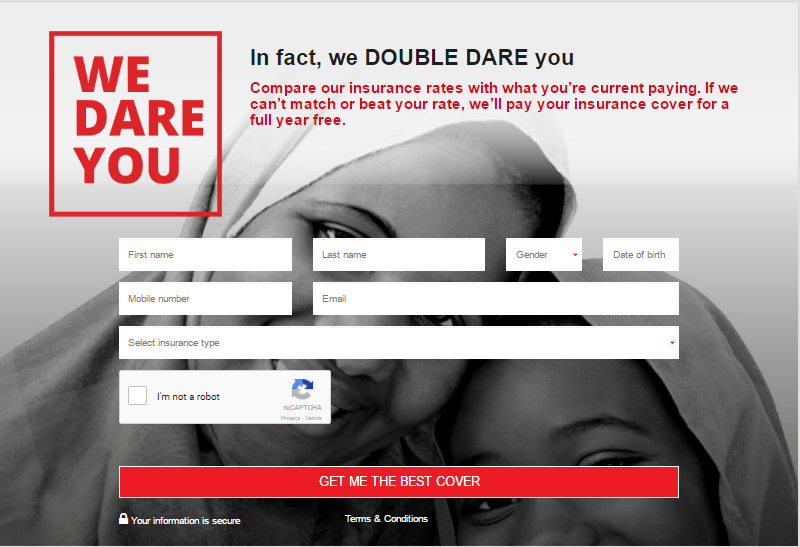 WE
DARE
YOU
In fact, we DOUBLE DARE you
Compare our insurance rates with what you're current paying. If we
can't match or beat your rate, we'll pay your insurance cover for a
full year free.
First name
Last name
Gender
Date of birth
Mobile number
Email
Select insurance type
I'm not a robot
reCAPTCHA
Privacy - Terms
GET ME THE BEST COVER
Your information is secure
Terms & Conditions